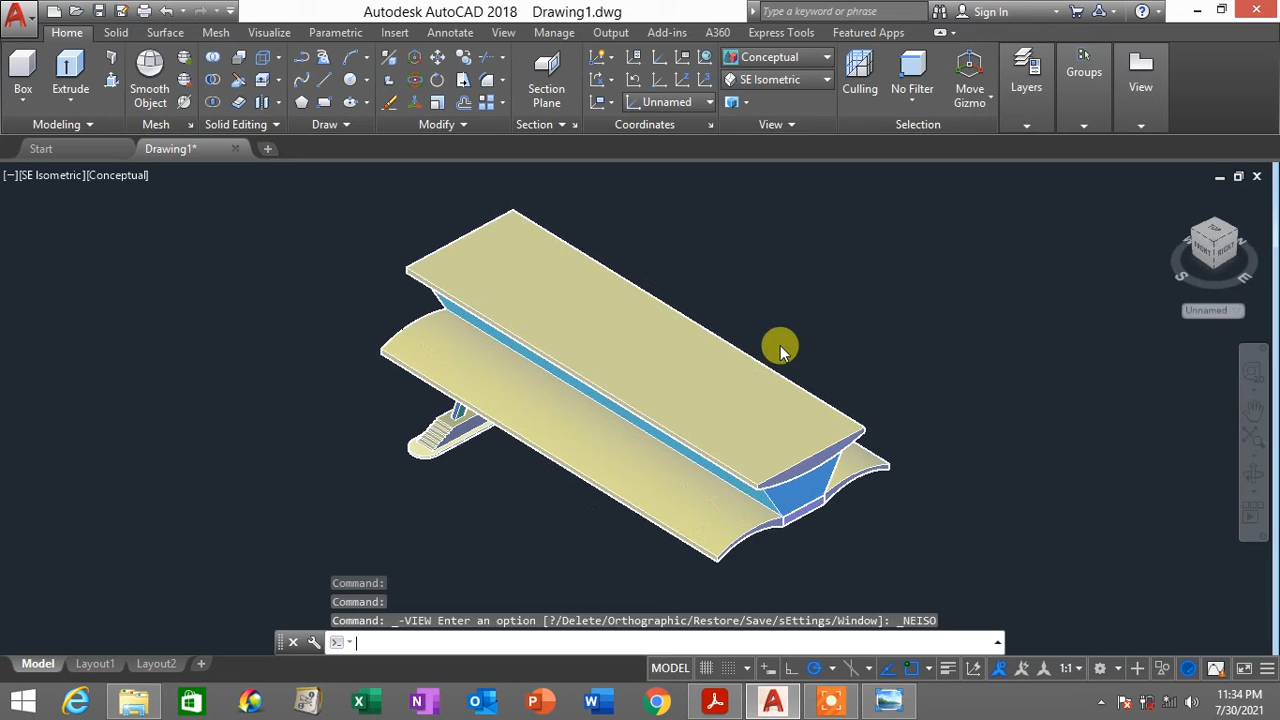 Autodesk AutoCAD 2018 Drawing1.dwg
Type a keyword or phrase
Sign In
Home Solid Surface Mesh Visualize Parametric Insert Annotate View Manage Output Add-ins A360 Express Tools Featured Apps
Conceptual
SE Isometric
Unnamed
Box
Extrude
Smooth
Object
Section
Plane
Culling
No Filter
Move
Gizmo
Layers
Groups
View
Modeling
Mesh
Solid Editing
Draw
Modify
Section
Coordinates
View
Selection
Start
Drawing1*
[−][SE Isometric][Conceptual]
TOP
FRONT
RIGHT
W
N
S
E
Unnamed
Command:
Command:
Command: _-VIEW Enter an option [?/Delete/Orthographic/Restore/Save/sEttings/Window]: _NEISO
Model
Layout1
Layout2
MODEL
1:1
11:34 PM
7/30/2021